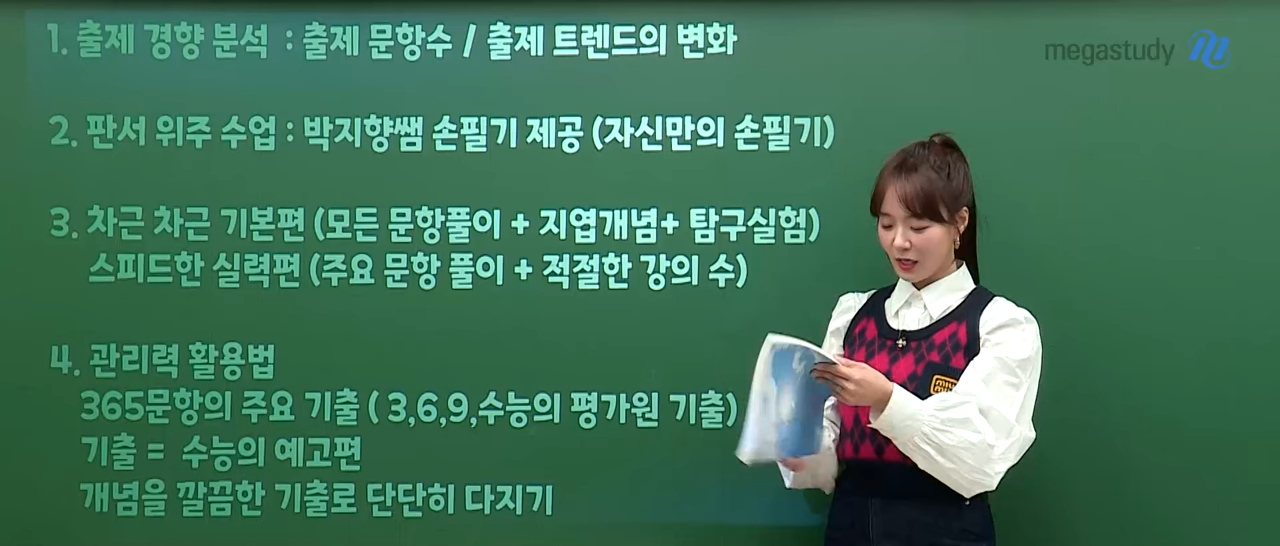 1. 출제 경향 분석 : 출제 문항수 / 출제 트렌드의 변화
megastudy
2. 판서 위주 수업 : 박지향쌤 손필기 제공 (자신만의 손필기)
3. 차근 차근 기본편 (모든 문항풀이 + 지엽개념+ 탐구실험)
스피드한 실력편 (주요 문항 풀이 + 적절한 강의 수)
4. 관리력 활용법
365문항의 주요 기출 ( 3,6,9,수능의 평가원 기출)
기출 = 수능의 예고편
개념을 깔끔한 기출로 단단히 다지기